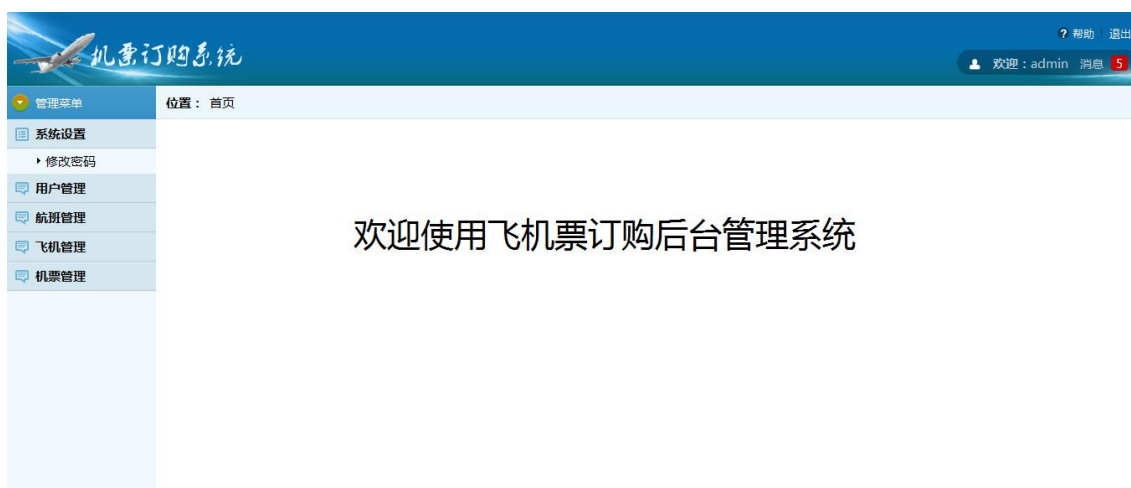 机票订购系统
? 帮助 退出
欢迎：admin 消息 5
管理菜单
位置： 首页
系统设置
修改密码
用户管理
航班管理
飞机管理
机票管理
欢迎使用飞机票订购后台管理系统